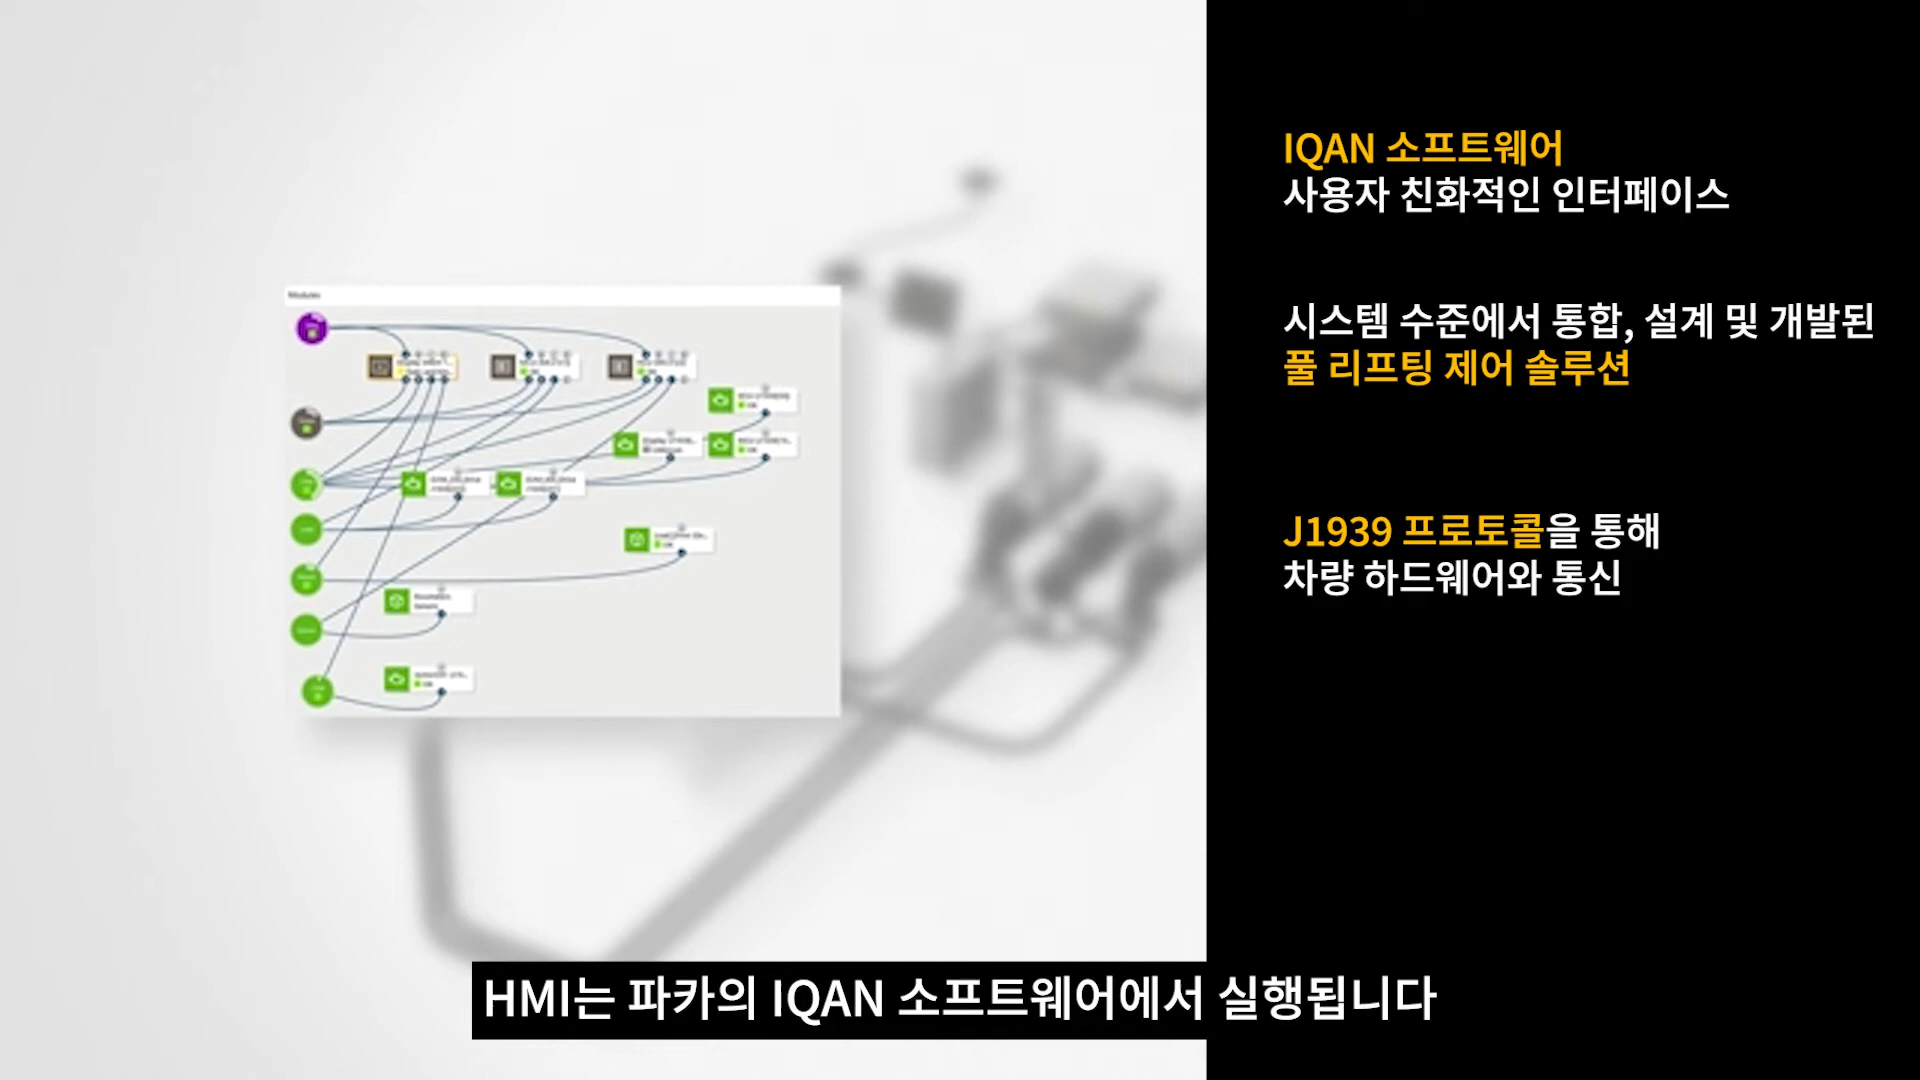 Modules
IQAN 소프트웨어
사용자 친화적인 인터페이스
시스템 수준에서 통합, 설계 및 개발된
풀 리프팅 제어 솔루션
J1939 프로토콜을 통해
차량 하드웨어와 통신
HMI는 파카의 IQAN 소프트웨어에서 실행됩니다